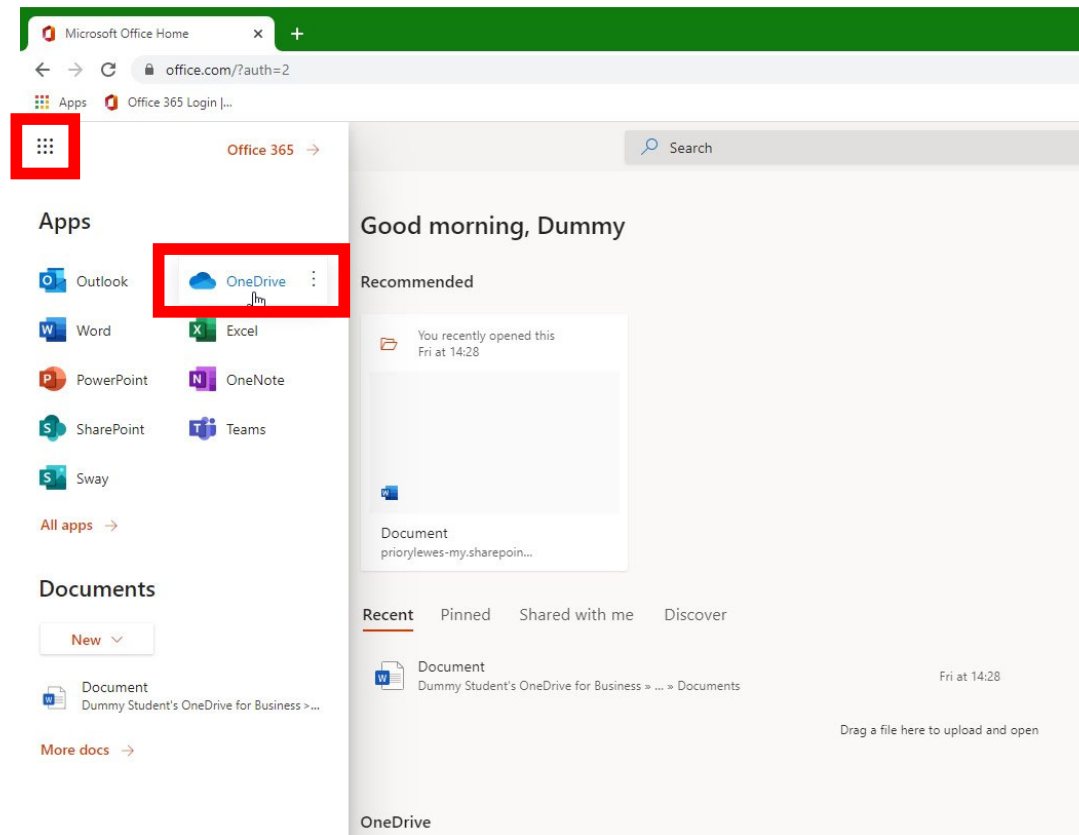 Microsoft Office Home
office.com/?auth=2
Apps
Office 365 Login |...
Office 365 →
Search
Apps
Outlook
OneDrive
Word
Excel
PowerPoint
OneNote
SharePoint
Teams
Sway
All apps →
Documents
New
Document
Dummy Student's OneDrive for Business >...
More docs →
Good morning, Dummy
Recommended
You recently opened this
Fri at 14:28
Document
priorylewes-my.sharepoin...
Recent Pinned Shared with me Discover
Document
Dummy Student's OneDrive for Business » ... » Documents
Fri at 14:28
Drag a file here to upload and open
OneDrive